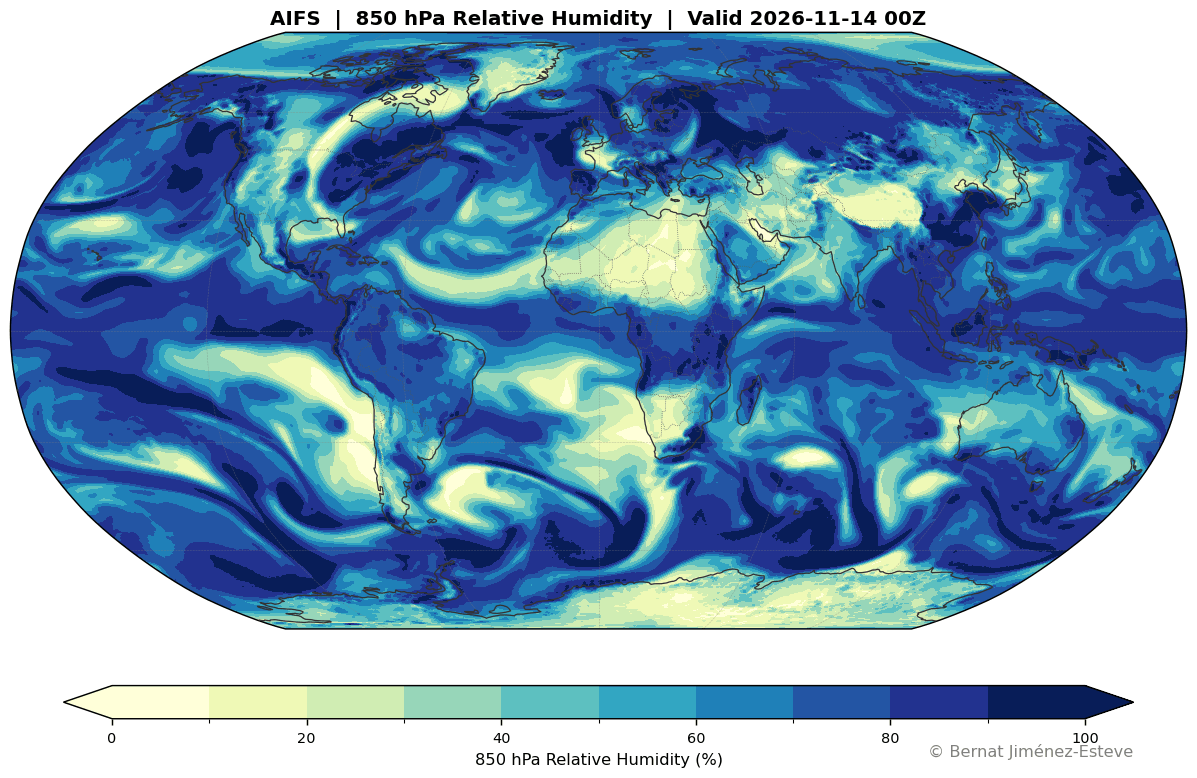 AIFS | 850 hPa Relative Humidity | Valid 2026-11-14 00Z
0 20 40 60 80 100
850 hPa Relative Humidity (%)
© Bernat Jiménez-Esteve